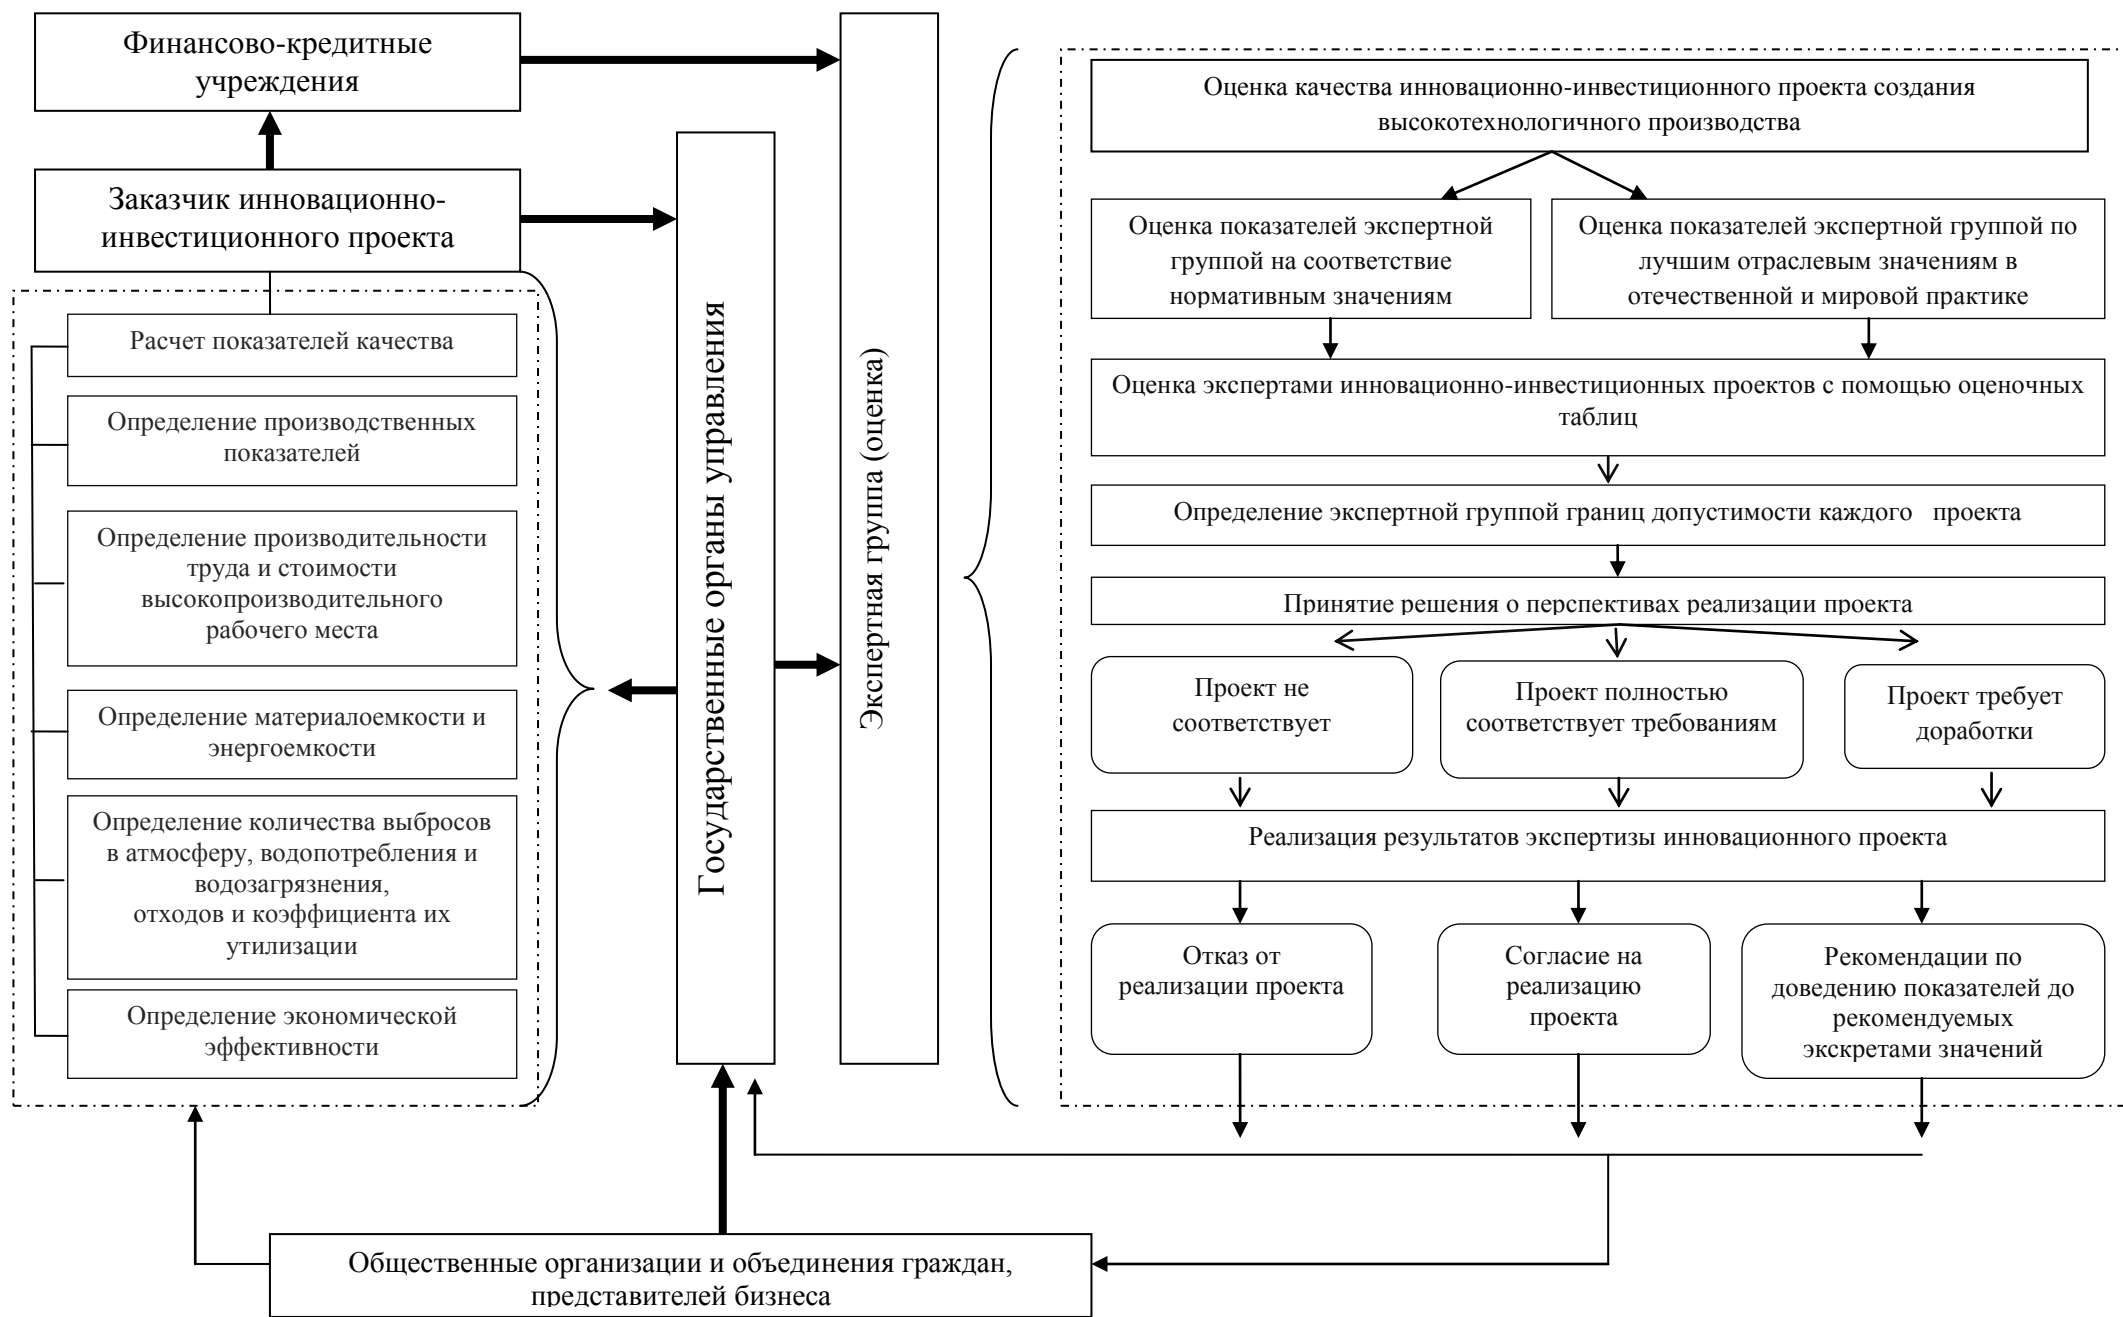 Финансово-кредитные
учреждения
Заказчик инновационно-
инвестиционного проекта
Расчет показателей качества
Определение производственных
показателей
Определение производительности
труда и стоимости
высокопроизводительного
рабочего места
Определение материалоемкости и
энергоемкости
Определение количества выбросов
в атмосферу, водопотребления и
водозагрязнения,
отходов и коэффициента их
утилизации
Определение экономической
эффективности
Государственные органы управления
Экспертная группа (оценка)
Оценка качества инновационно-инвестиционного проекта создания
высокотехнологичного производства
Оценка показателей экспертной
группой на соответствие
нормативным значениям
Оценка показателей экспертной группой по
лучшим отраслевым значениям в
отечественной и мировой практике
Оценка экспертами инновационно-инвестиционных проектов с помощью оценочных
таблиц
Определение экспертной группой границ допустимости каждого проекта
Принятие решения о перспективах реализации проекта
Проект не
соответствует
Проект полностью
соответствует требованиям
Проект требует
доработки
Реализация результатов экспертизы инновационного проекта
Отказ от
реализации проекта
Согласие на
реализацию
проекта
Рекомендации по
доведению показателей до
рекомендуемых
экскретами значений
Общественные организации и объединения граждан,
представителей бизнеса